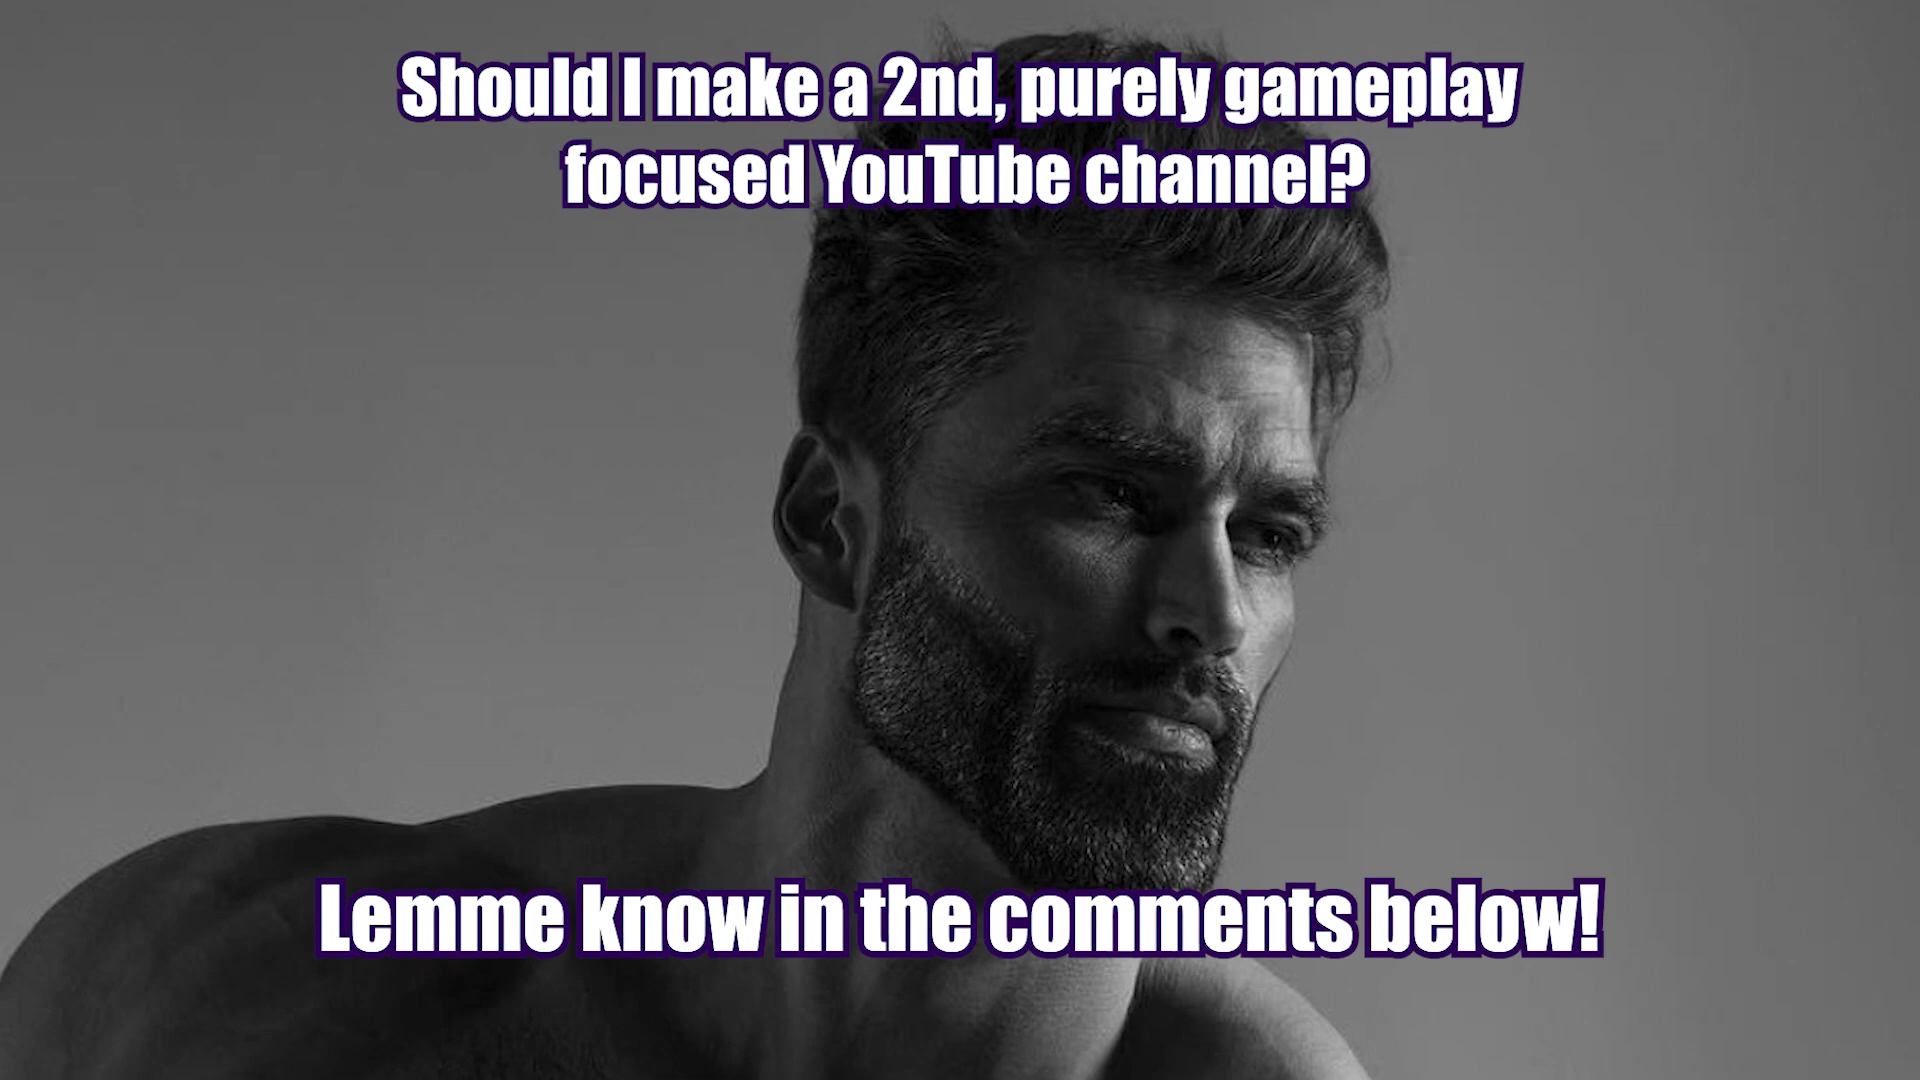 Should I make a 2nd, purely gameplay
focused YouTube channel?
Lemme know in the comments below!